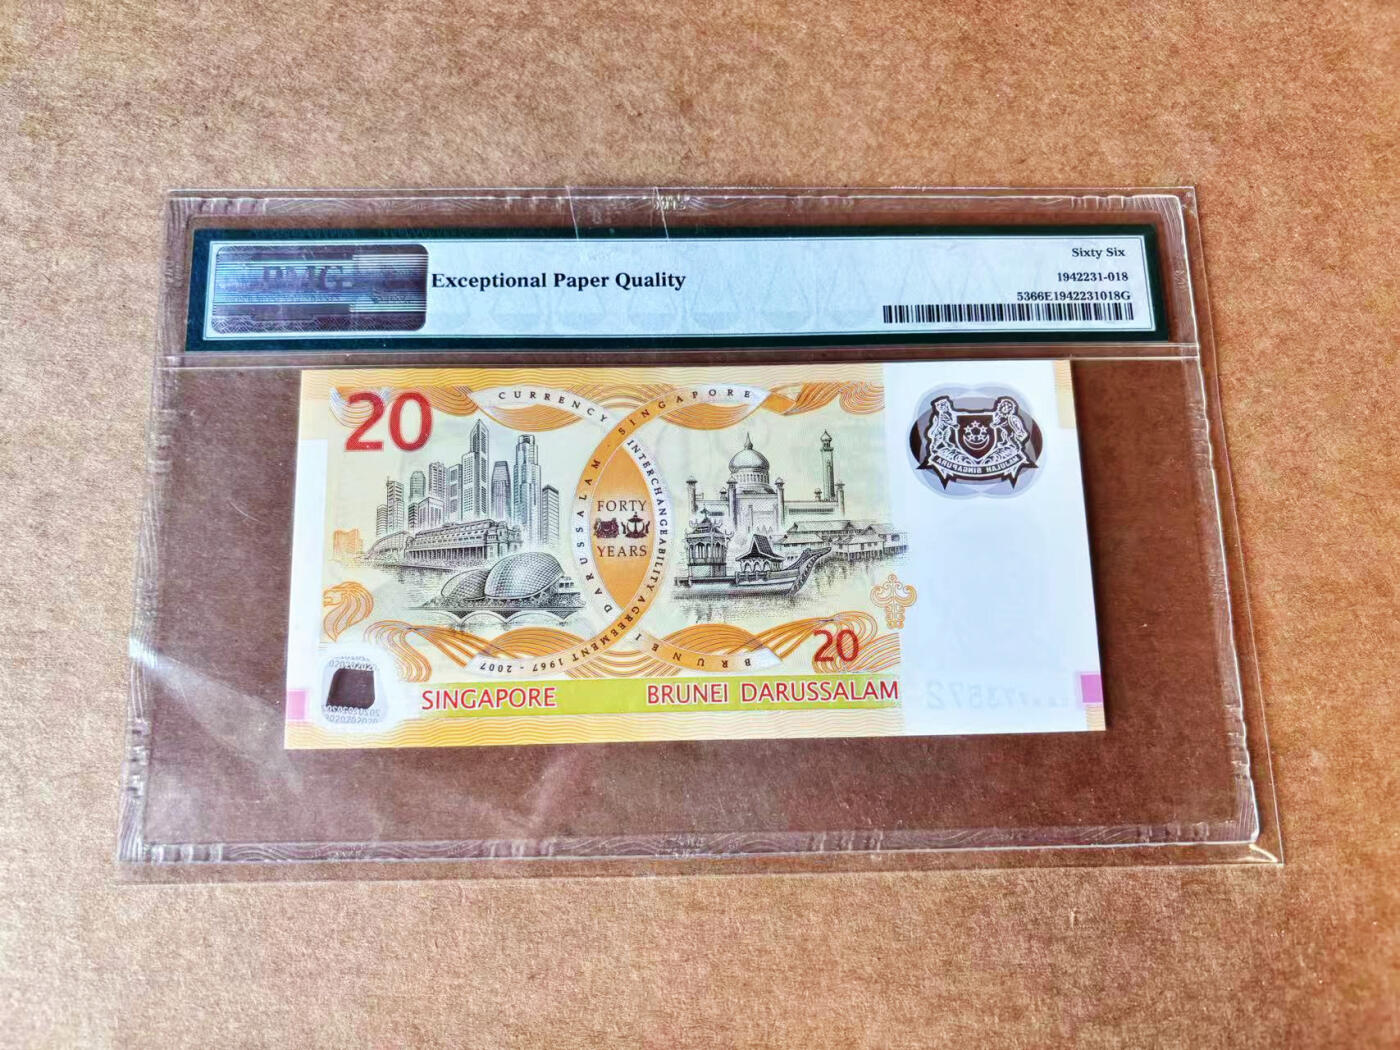 PMG
Exceptional Paper Quality
Sixty Six
1942231-018
5366E1942231018G
20
CURRENCY INTERCHANGEABILITY AGREEMENT 1967 - 2007
BRUNEI DARUSSALAM · SINGAPORE
FORTY
YEARS
MAJULAH SINGAPURA
20
SINGAPORE
BRUNEI DARUSSALAM